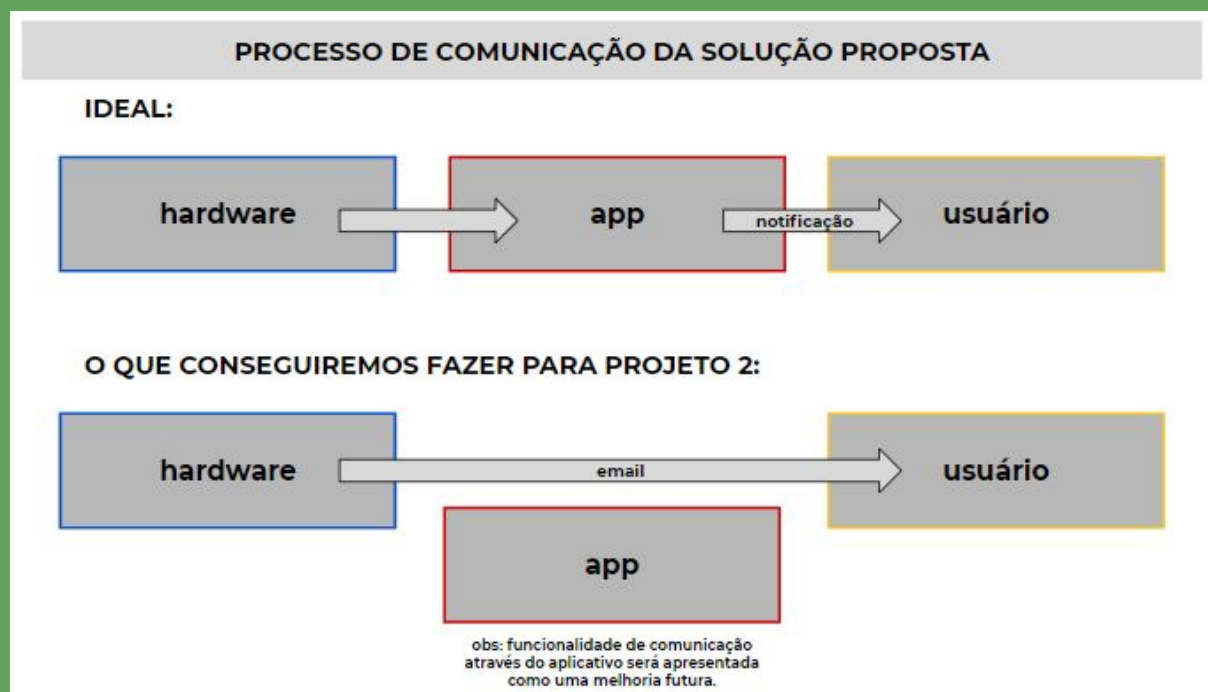 PROCESSO DE COMUNICAÇÃO DA SOLUÇÃO PROPOSTA
IDEAL:
hardware
app
notificação
usuário
O QUE CONSEGUIREMOS FAZER PARA PROJETO 2:
hardware
email
usuário
app
obs: funcionalidade de comunicação
através do aplicativo será apresentada
como uma melhoria futura.